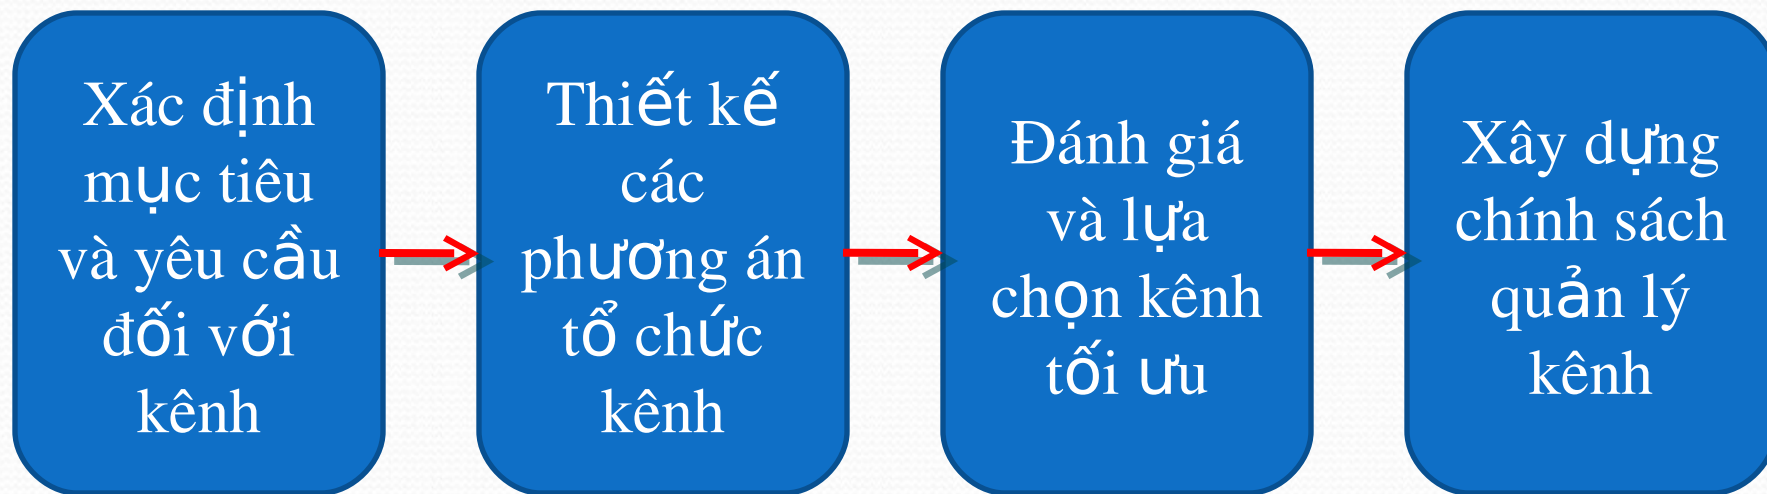 Xác định
mục tiêu
và yêu cầu
đối với
kênh
Thiết kế
các
phương án
tổ chức
kênh
Đánh giá
và lựa
chọn kênh
tối ưu
Xây dựng
chính sách
quản lý
kênh